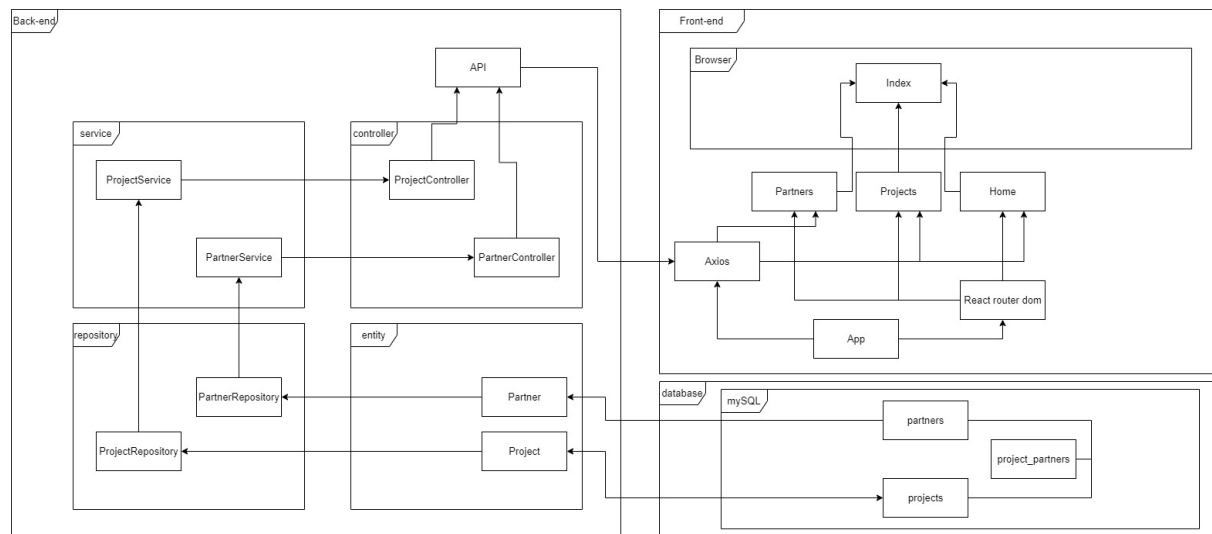 Back-end
API
service
ProjectService
PartnerService
controller
ProjectController
PartnerController
repository
PartnerRepository
ProjectRepository
entity
Partner
Project
Front-end
Browser
Index
Partners
Projects
Home
Axios
React router dom
App
database
mySQL
partners
project_partners
projects